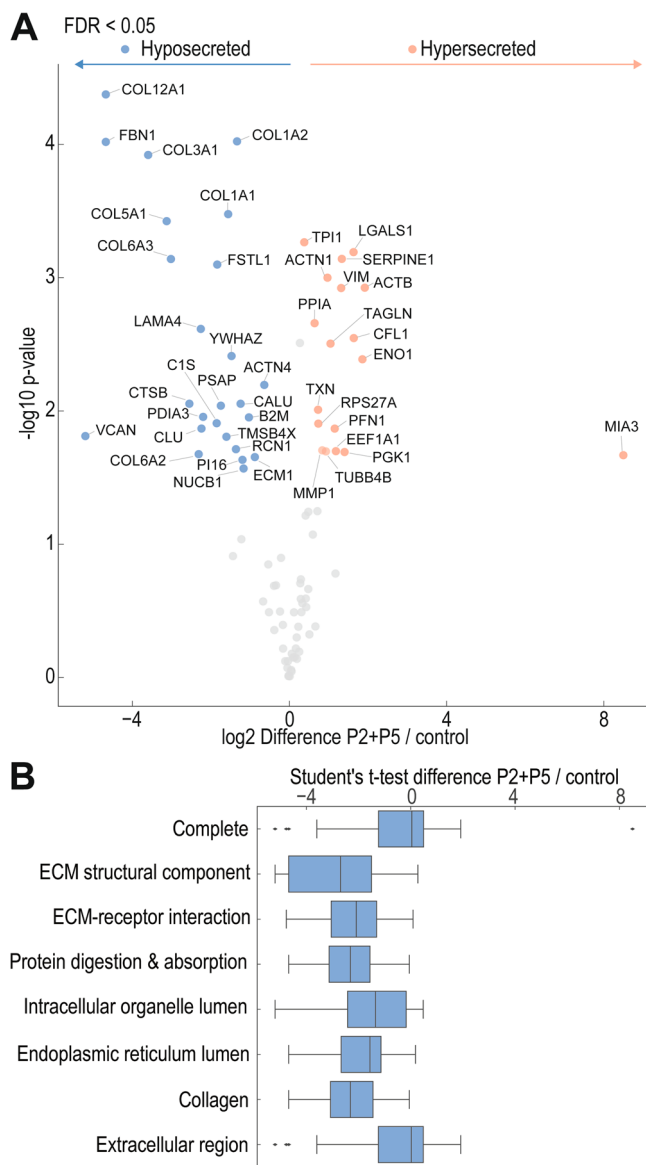 A
FDR < 0.05
Hyposecreted
Hypersecreted
COL12A1
4
FBN1
COL3A1
COL1A2
COL1A1
COL5A1
COL6A3
FSTL1
TPI1
LGALS1
SERPINE1
ACTN1
VIM
ACTB
3
PPIA
TAGLN
CFL1
ENO1
LAMA4
YWHAZ
C1S
ACTN4
PSAP
CTSB
CALU
PDIA3
B2M
VCAN
CLU
TMSB4X
RCN1
COL6A2
PI16
ECM1
NUCB1
TXN
RPS27A
PFN1
EEF1A1
PGK1
TUBB4B
MMP1
MIA3
2
1
0
-log10 p-value
−4
0
4
8
log2 Difference P2+P5 / control
B
Student's t-test difference P2+P5 / control
−4
0
4
8
Complete
ECM structural component
ECM-receptor interaction
Protein digestion & absorption
Intracellular organelle lumen
Endoplasmic reticulum lumen
Collagen
Extracellular region